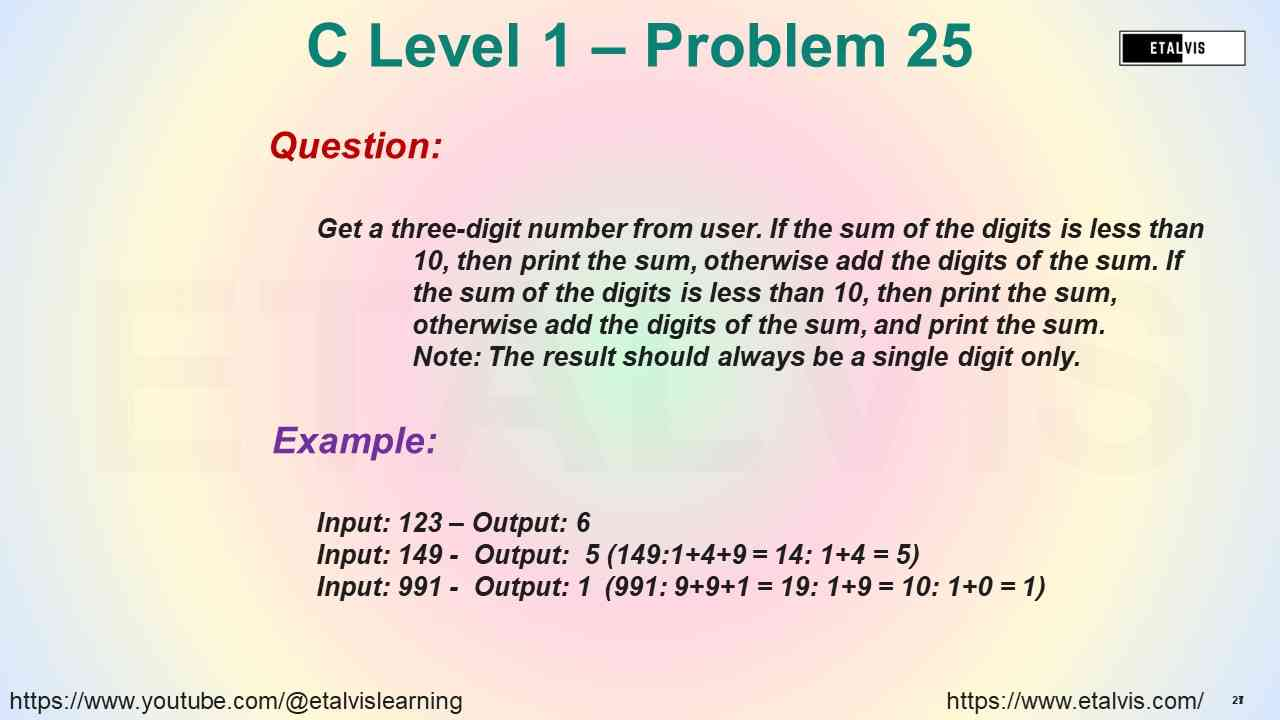 C Level 1 – Problem 25
ETALVIS
Question:
Get a three-digit number from user. If the sum of the digits is less than
10, then print the sum, otherwise add the digits of the sum. If
the sum of the digits is less than 10, then print the sum,
otherwise add the digits of the sum, and print the sum.
Note: The result should always be a single digit only.
ETALVIS
Example:
Input: 123 – Output: 6
Input: 149 - Output: 5 (149:1+4+9 = 14: 1+4 = 5)
Input: 991 - Output: 1 (991: 9+9+1 = 19: 1+9 = 10: 1+0 = 1)
https://www.youtube.com/@etalvislearning
https://www.etalvis.com/